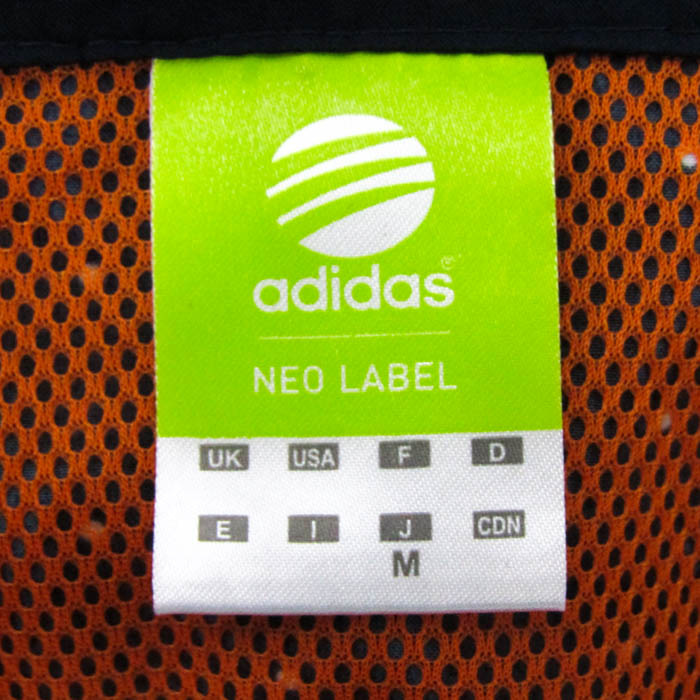 adidas®
NEO LABEL
UK USA F D
E I J CDN
M